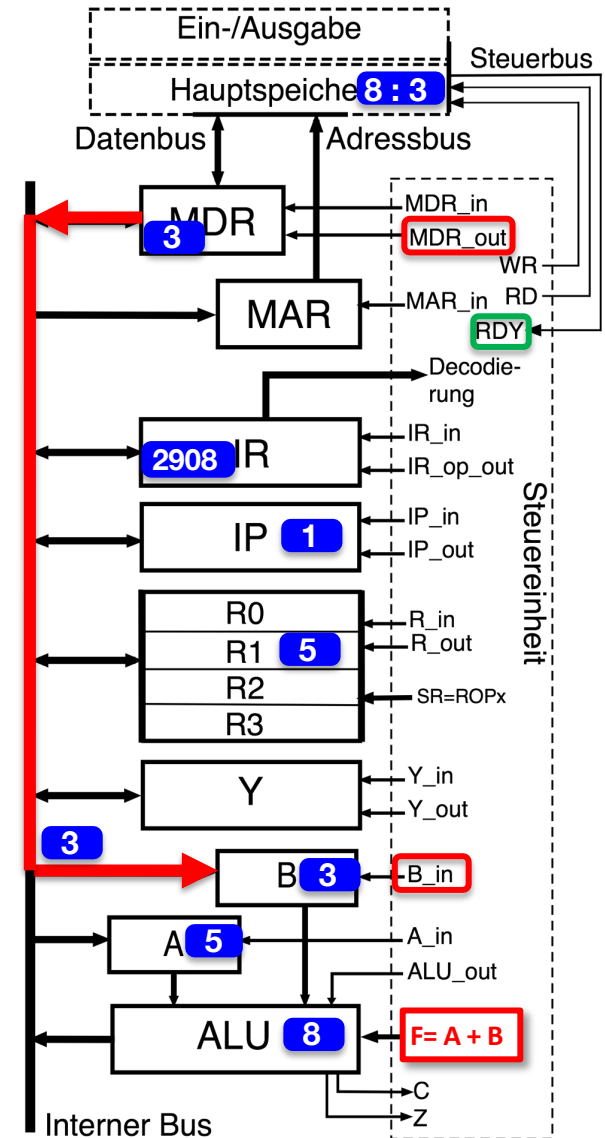 Ein-/Ausgabe
Steuerbus
Hauptspeiche 8 : 3
Datenbus
Adressbus
MDR
3
MDR_in
MDR_out
WR
RD
MAR
MAR_in
RDY
Decodie-
rung
2908 IR
IR_in
IR_op_out
IP 1
IP_in
IP_out
Steuereinheit
R0
R1 5
R2
R3
R_in
R_out
SR=ROPx
Y
Y_in
Y_out
3
B 3
B_in
A 5
A_in
ALU_out
ALU 8
F= A + B
C
Z
Interner Bus